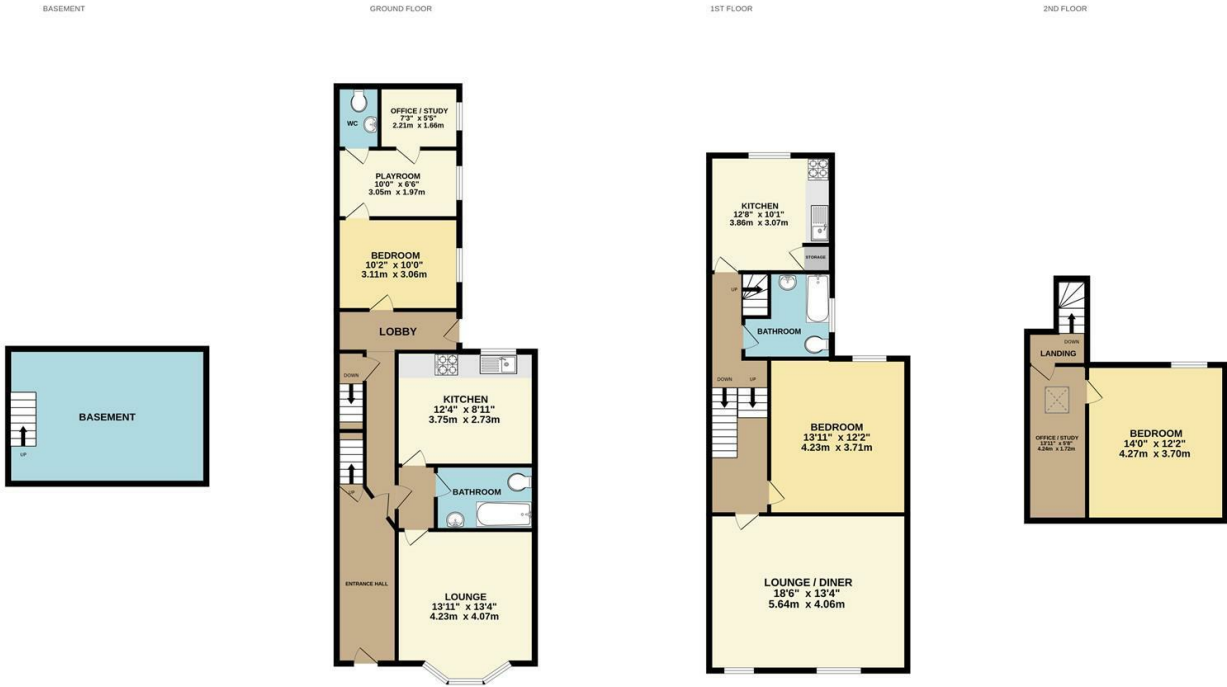 BASEMENT
GROUND FLOOR
1ST FLOOR
2ND FLOOR
UP
BASEMENT
WC
OFFICE / STUDY
7'3" x 5'5"
2.21m x 1.66m
PLAYROOM
10'0" x 6'6"
3.05m x 1.97m
BEDROOM
10'2" x 10'0"
3.11m x 3.06m
LOBBY
DOWN
KITCHEN
12'4" x 8'11"
3.75m x 2.73m
UP
BATHROOM
ENTRANCE HALL
LOUNGE
13'11" x 13'4"
4.23m x 4.07m
KITCHEN
12'8" x 10'1"
3.86m x 3.07m
STORAGE
UP
BATHROOM
DOWN
UP
BEDROOM
13'11" x 12'2"
4.23m x 3.71m
LOUNGE / DINER
18'6" x 13'4"
5.64m x 4.06m
DOWN
LANDING
OFFICE / STUDY
13'11" x 5'8"
4.24m x 1.72m
BEDROOM
14'0" x 12'2"
4.27m x 3.70m